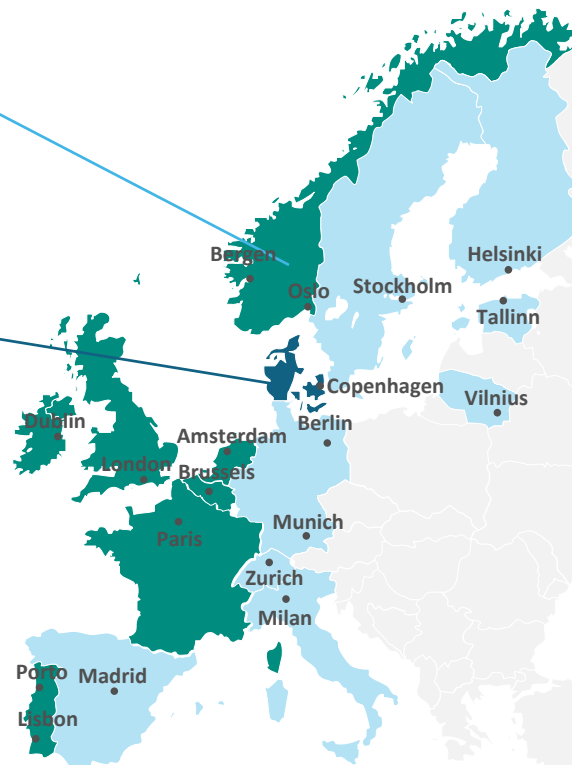 Bergen
Helsinki
Oslo
Stockholm
Tallinn
Copenhagen
Vilnius
Dublin
Berlin
Amsterdam
London
Brussels
Munich
Paris
Zurich
Milan
Porto
Madrid
Lisbon